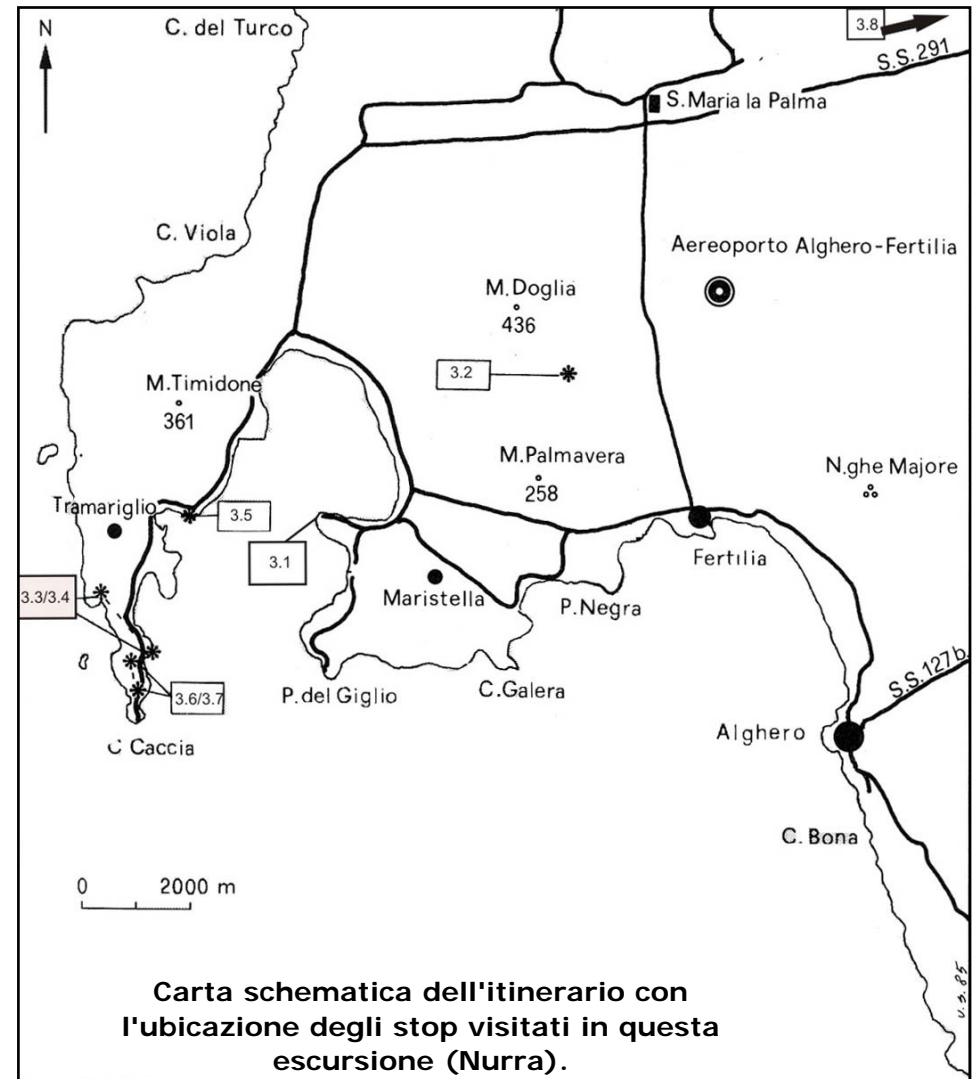 N
C. del Turco
3.8
S.S.291
S. Maria la Palma
C. Viola
Aereoporto Alghero-Fertilia
M. Doglia
436
3.2
M. Timidone
361
M. Palmavera
258
N.ghe Majore
Tramariglio
3.5
3.1
Fertilia
3.3/3.4
Maristella
P. Negra
3.6/3.7
P. del Giglio
C. Galera
S.S.127b.
C Caccia
Alghero
C. Bona
0 2000 m
Carta schematica dell'itinerario con
l'ubicazione degli stop visitati in questa
escursione (Nurra).